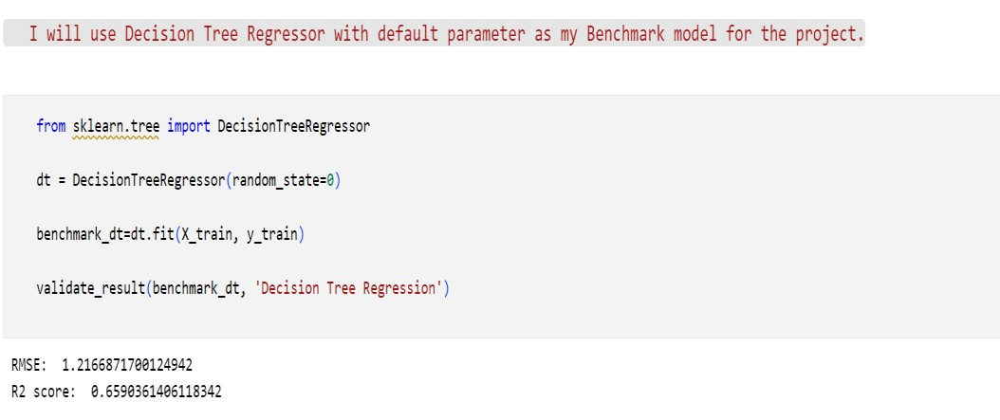 I will use Decision Tree Regressor with default parameter as my Benchmark model for the project.
from sklearn.tree import DecisionTreeRegressor
dt = DecisionTreeRegressor(random_state=0)
benchmark_dt=dt.fit(X_train, y_train)
validate_result(benchmark_dt, 'Decision Tree Regression')
RMSE:  1.2166871700124942
R2 score:  0.6590361406118342